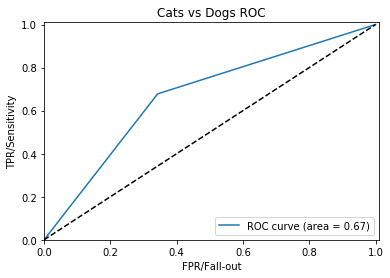 Cats vs Dogs ROC
1.0
0.8
0.6
0.4
0.2
0.0
TPR/Sensitivity
ROC curve (area = 0.67)
0.0 0.2 0.4 0.6 0.8 1.0
FPR/Fall-out